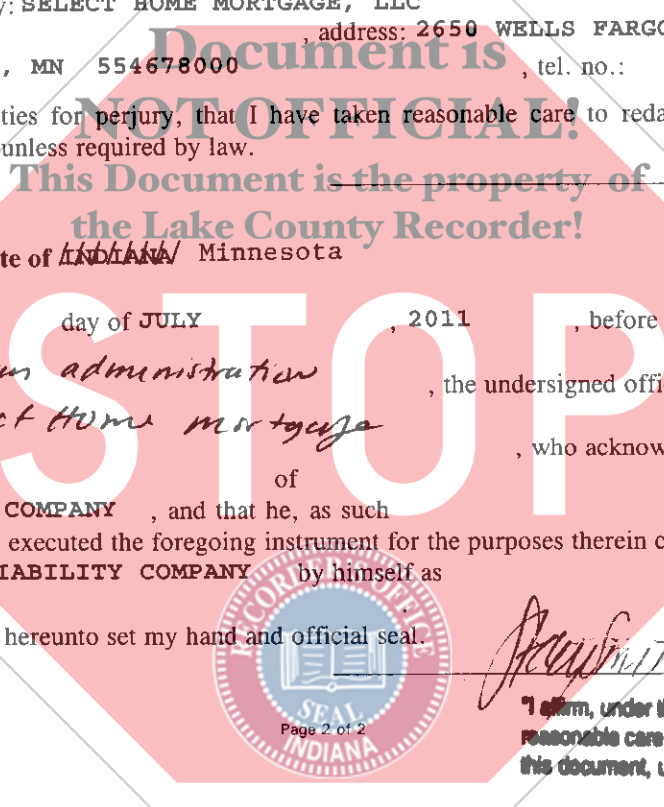 y: SELECT HOME MORTGAGE, LLC
, address: 2650 WELLS FARGO
Document is
, MN 554678000 , tel. no.:
NOT OFFICIAL!
ties for perjury, that I have taken reasonable care to reda
unless required by law.
This Document is the property of
the Lake County Recorder!
te of INDIANA Minnesota
STOP
day of JULY , 2011 , before
administration , the undersigned offi
ct Home mortgage
, who acknow
of
COMPANY , and that he, as such
executed the foregoing instrument for the purposes therein c
IABILITY COMPANY by himself as
hereunto set my hand and official seal.
RECORDER'S OFFICE
SEAL
INDIANA
Page 2 of 2
"I affirm, under t
reasonable care
this document, u